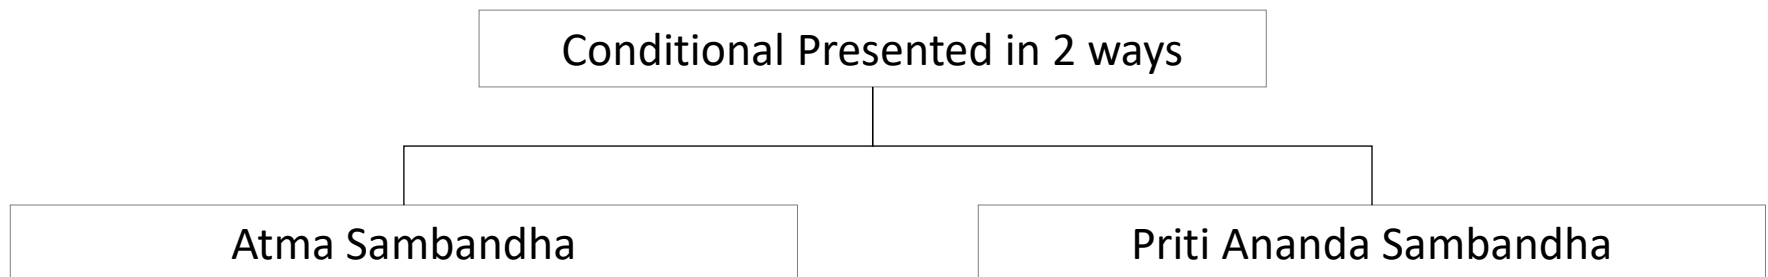 Conditional Presented in 2 ways
Atma Sambandha
Priti Ananda Sambandha